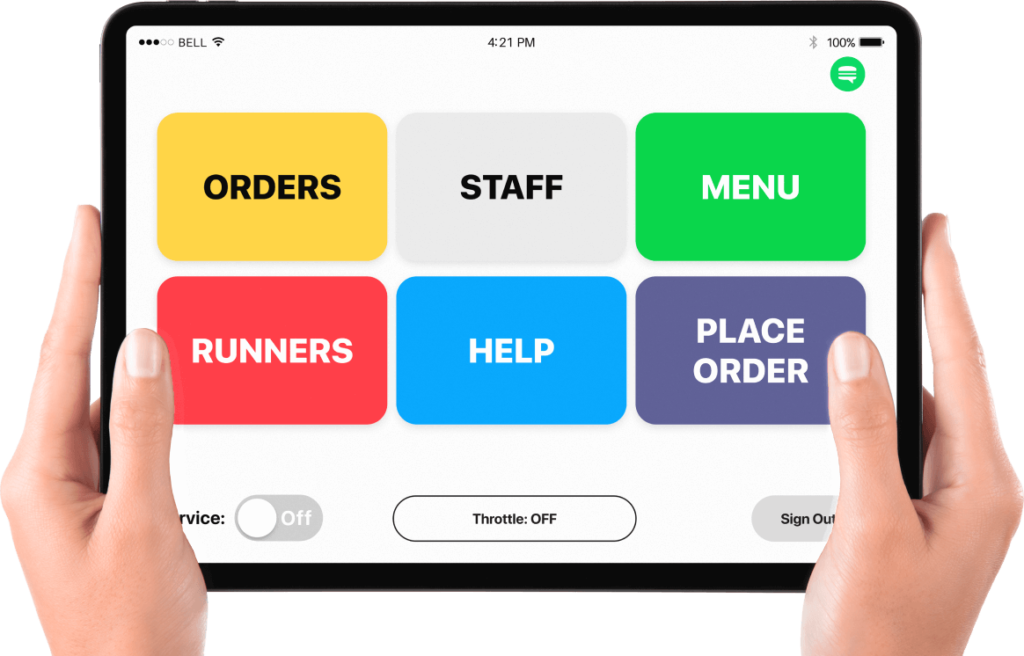 BELL
4:21 PM
100%
ORDERS
STAFF
MENU
RUNNERS
HELP
PLACE
ORDER
rvice:
Off
Throttle: OFF
Sign Out